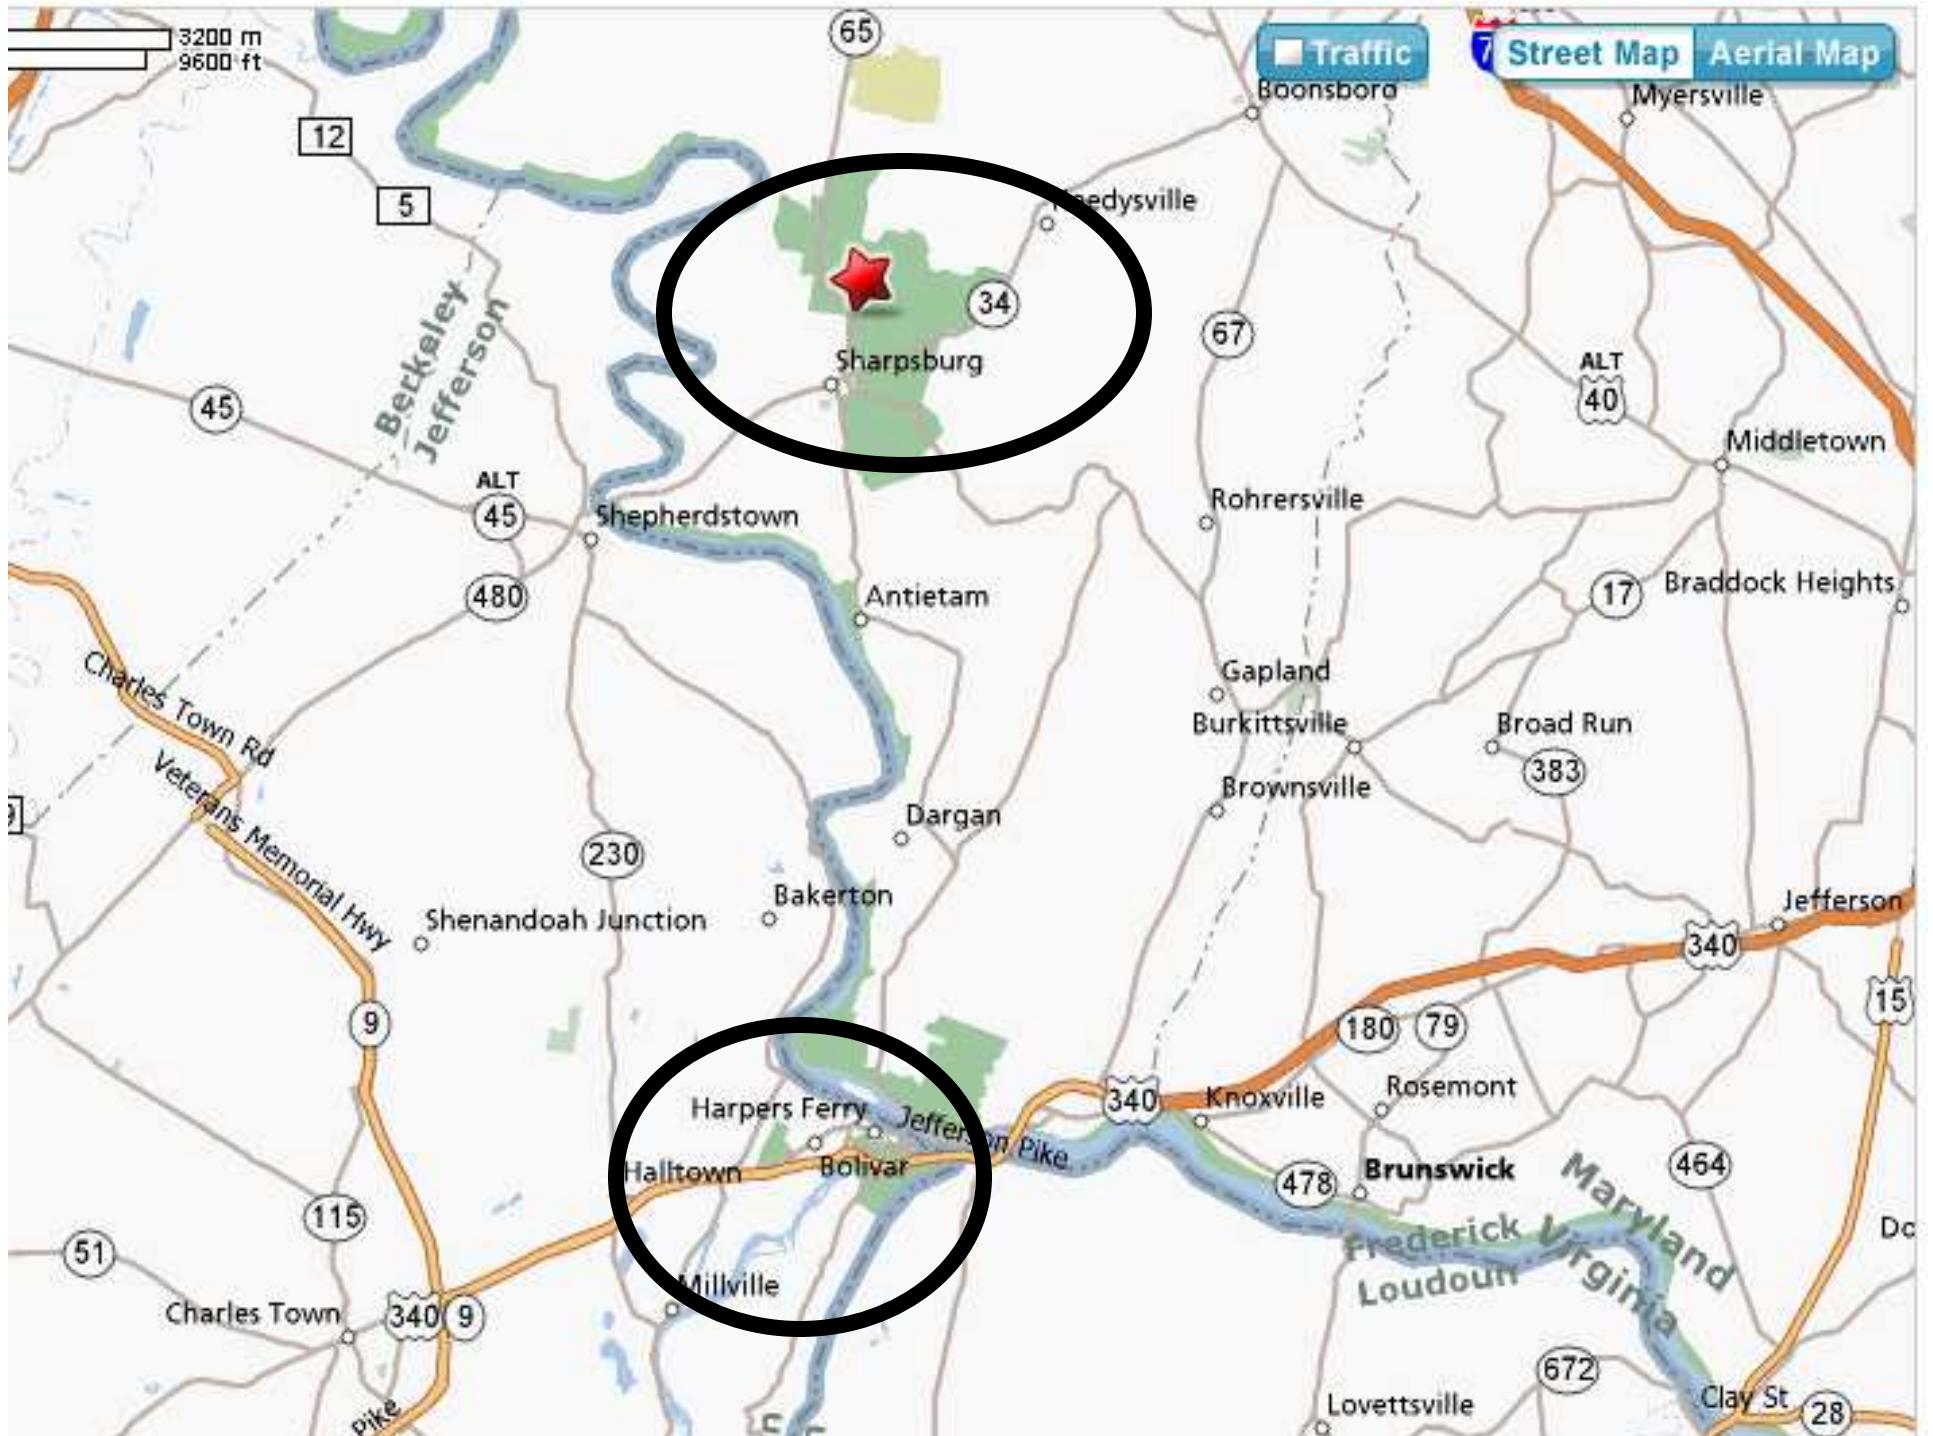 3200 m
9600 ft
65
Traffic
7
Street Map
Aerial Map
Boonsboro
Myersville
12
5
Keedysville
34
67
Berkeley
Jefferson
Sharpsburg
ALT
40
45
Middletown
ALT
45
Shepherdstown
Rohrersville
480
Antietam
17
Braddock Heights
Charles Town Rd
Gapland
Burkittsville
Broad Run
383
Veterans Memorial Hwy
Brownsville
Dargan
230
Bakerton
Shenandoah Junction
Jefferson
340
15
9
180
79
Harpers Ferry
Jefferson Pike
340
Knoxville
Rosemont
Halltown
Bolivar
478
Brunswick
464
Maryland
Virginia
115
51
Frederick
Loudoun
Do
Millville
Charles Town
340
9
672
Pike
Lovettsville
Clay St
28